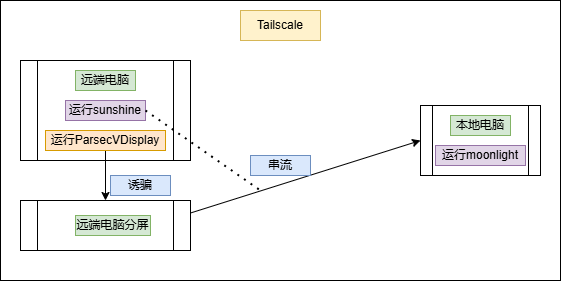 Tailscale
远端电脑
运行sunshine
运行ParsecVDisplay
诱骗
远端电脑分屏
串流
本地电脑
运行moonlight